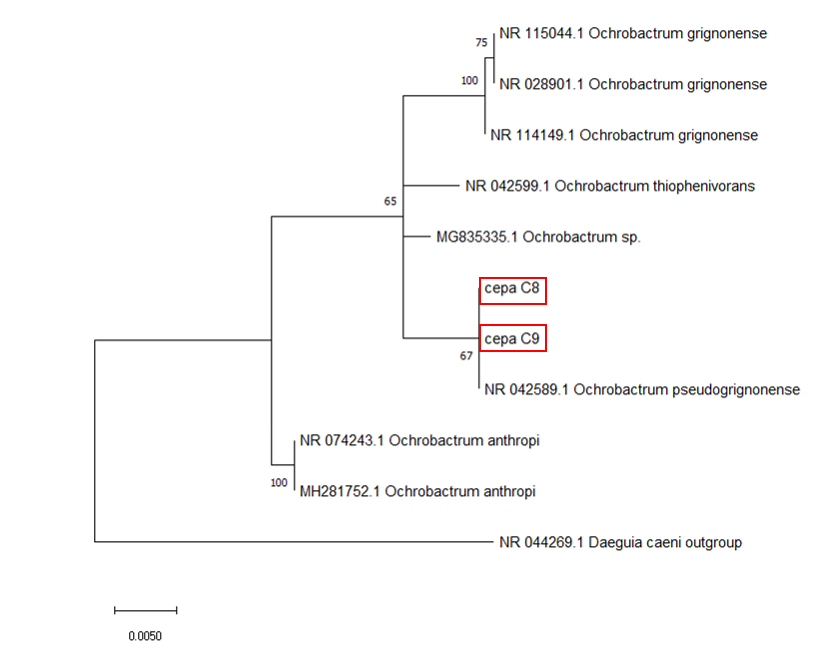 75
NR 115044.1 Ochrobactrum grignonense
100
NR 028901.1 Ochrobactrum grignonense
NR 114149.1 Ochrobactrum grignonense
NR 042599.1 Ochrobactrum thiophenivorans
65
MG835335.1 Ochrobactrum sp.
cepa C8
cepa C9
67
NR 042589.1 Ochrobactrum pseudogrignonense
NR 074243.1 Ochrobactrum anthropi
100
MH281752.1 Ochrobactrum anthropi
NR 044269.1 Daeguia caeni outgroup
0.0050